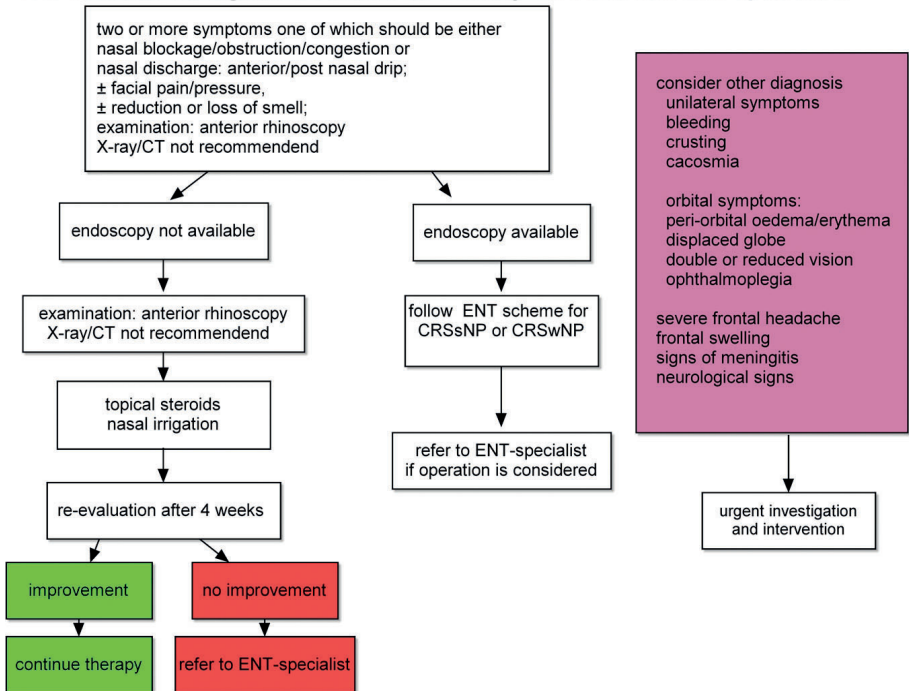 two or more symptoms one of which should be either
nasal blockage/obstruction/congestion or
nasal discharge: anterior/post nasal drip;
± facial pain/pressure,
± reduction or loss of smell;
examination: anterior rhinoscopy
X-ray/CT not recommendend
endoscopy not available
examination: anterior rhinoscopy
X-ray/CT not recommendend
topical steroids
nasal irrigation
re-evaluation after 4 weeks
improvement
continue therapy
no improvement
refer to ENT-specialist
endoscopy available
follow ENT scheme for
CRSsNP or CRSwNP
refer to ENT-specialist
if operation is considered
consider other diagnosis
unilateral symptoms
bleeding
crusting
cacosmia
orbital symptoms:
peri-orbital oedema/erythema
displaced globe
double or reduced vision
ophthalmoplegia
severe frontal headache
frontal swelling
signs of meningitis
neurological signs
urgent investigation
and intervention